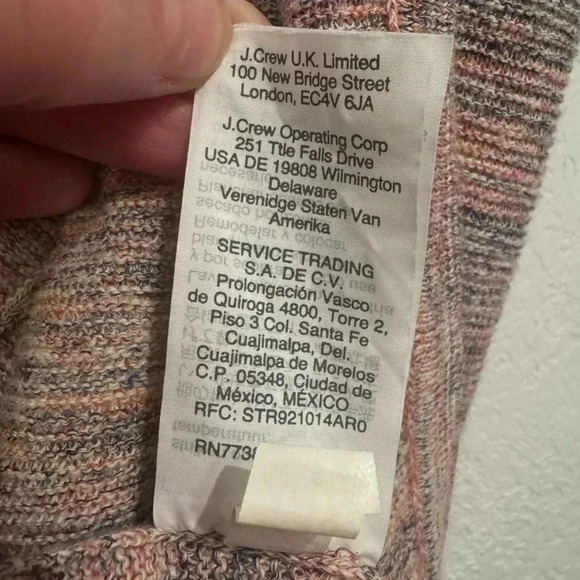 J.Crew U.K. Limited
100 New Bridge Street
London, EC4V 6JA
J.Crew Operating Corp
251 Ttle Falls Drive
USA DE 19808 Wilmington
Delaware
Verenidge Staten Van
Amerika
SERVICE TRADING
S.A. DE C.V.
Prolongación Vasco
de Quiroga 4800, Torre 2,
Piso 3 Col. Santa Fe
Cuajimalpa, Del.
Cuajimalpa de Morelos
C.P. 05348, Ciudad de
México, MÉXICO
RFC: STR921014AR0